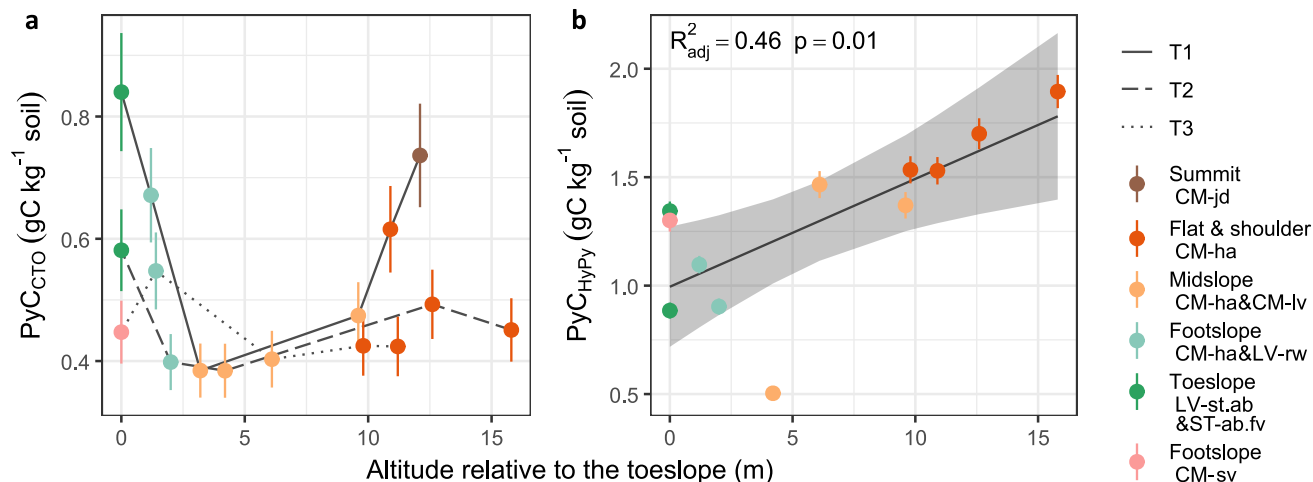 a
PyC_CTO (gC kg⁻¹ soil)
0.8
0.6
0.4
0 5 10 15
b
R²_adj = 0.46 p = 0.01
PyC_HyPy (gC kg⁻¹ soil)
2.0
1.5
1.0
0.5
0 5 10 15
Altitude relative to the toeslope (m)
T1
T2
T3
Summit
CM-jd
Flat & shoulder
CM-ha
Midslope
CM-ha&CM-lv
Footslope
CM-ha&LV-rw
Toeslope
LV-st.ab
&ST-ab.fv
Footslope
CM-sv